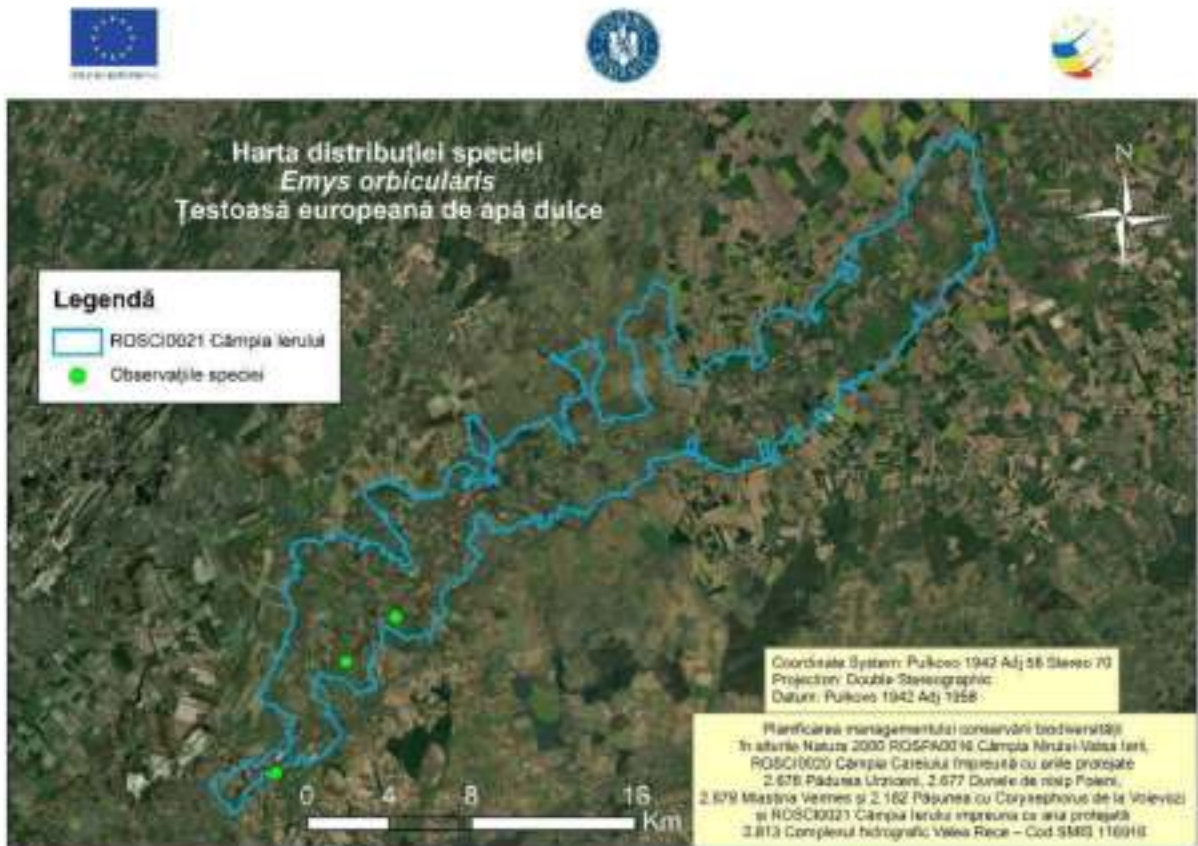 Harta distribuției speciei
Emys orbicularis
Țestoasă europeană de apă dulce
N
Legendă
ROSCI0021 Câmpia Ierului
Observațiile speciei
Coordinate System: Pulkovo 1942 Adj 58 Stereo 70
Projection: Double Stereographic
Datum: Pulkovo 1942 Adj 1958
Planificarea managementului conservării biodiversității
în siturile Natura 2000 ROSPA0016 Câmpia Nirului-Valea Ierii,
ROSCI0020 Câmpia Careiului împreună cu ariile protejate
2.676 Pădurea Urziceni, 2.677 Dunele de nisip Foieni,
2.679 Mlaștina Vermes și 2.182 Pășunea cu Corynephorus de la Voievozi
și ROSCI0021 Câmpia Ierului împreuna cu aria protejată
2.813 Complexul hidrografic Valea Rece – Cod SMIS
0 4 8 16
Km